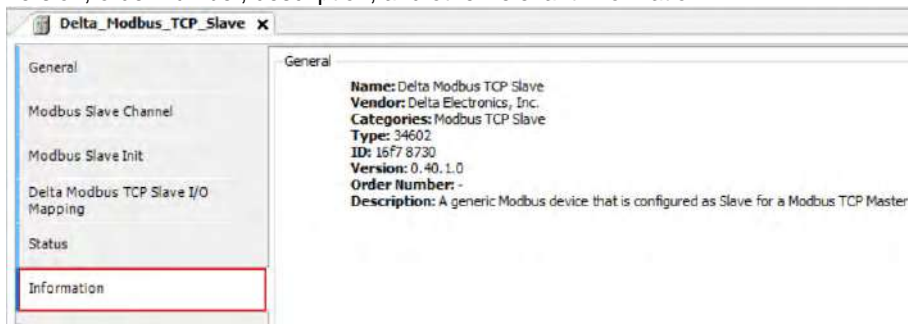 Delta_Modbus_TCP_Slave x
General
Modbus Slave Channel
Modbus Slave Init
Delta Modbus TCP Slave I/O
Mapping
Status
Information
General
Name: Delta Modbus TCP Slave
Vendor: Delta Electronics, Inc.
Categories: Modbus TCP Slave
Type: 34602
ID: 16f7 8730
Version: 0.40.1.0
Order Number: -
Description: A generic Modbus device that is configured as Slave for a Modbus TCP Master